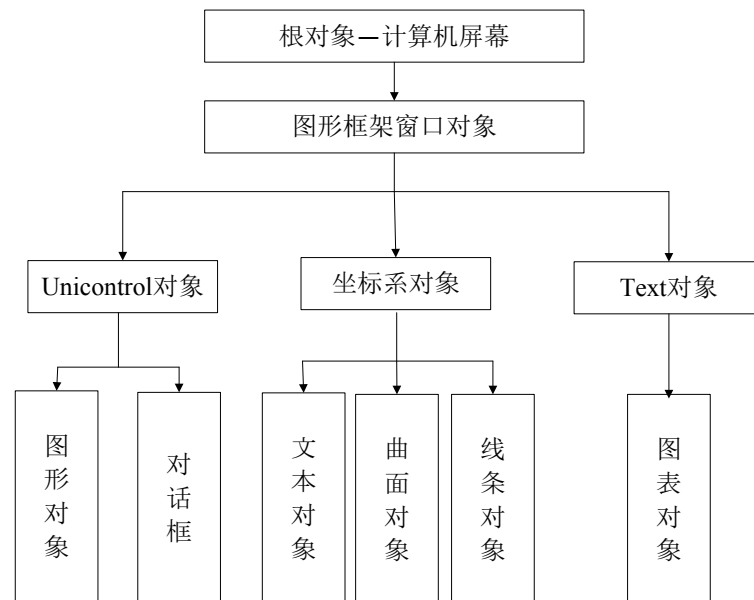 根对象—计算机屏幕
图形框架窗口对象
Unicontrol对象
坐标系对象
Text对象
图形对象
对话框
文本对象
曲面对象
线条对象
图表对象